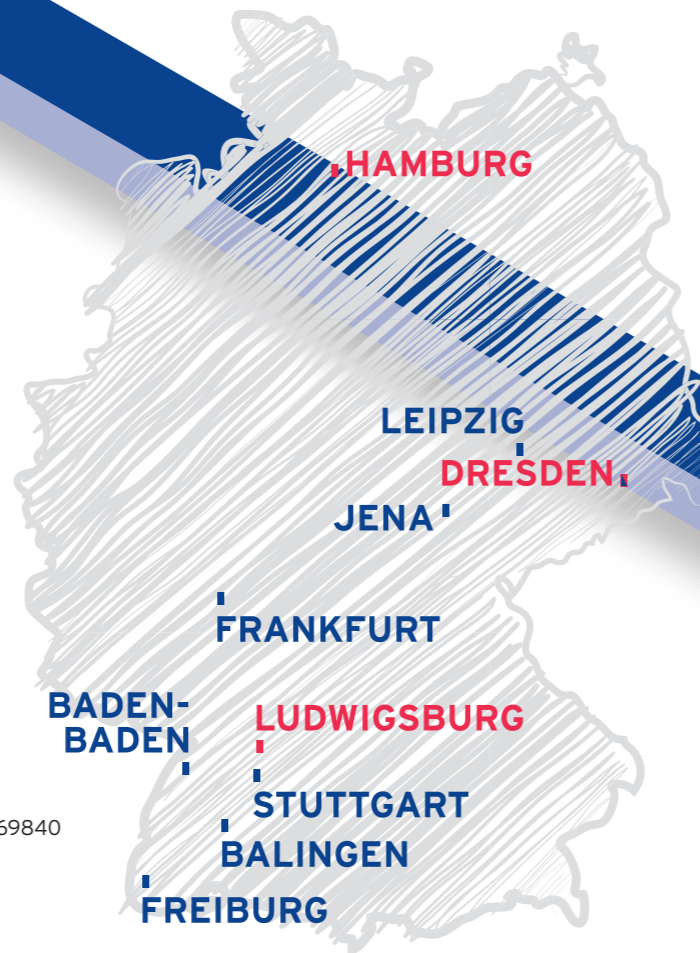 HAMBURG
LEIPZIG
DRESDEN
JENA
FRANKFURT
BADEN-
BADEN
LUDWIGSBURG
STUTTGART
69840
BALINGEN
FREIBURG